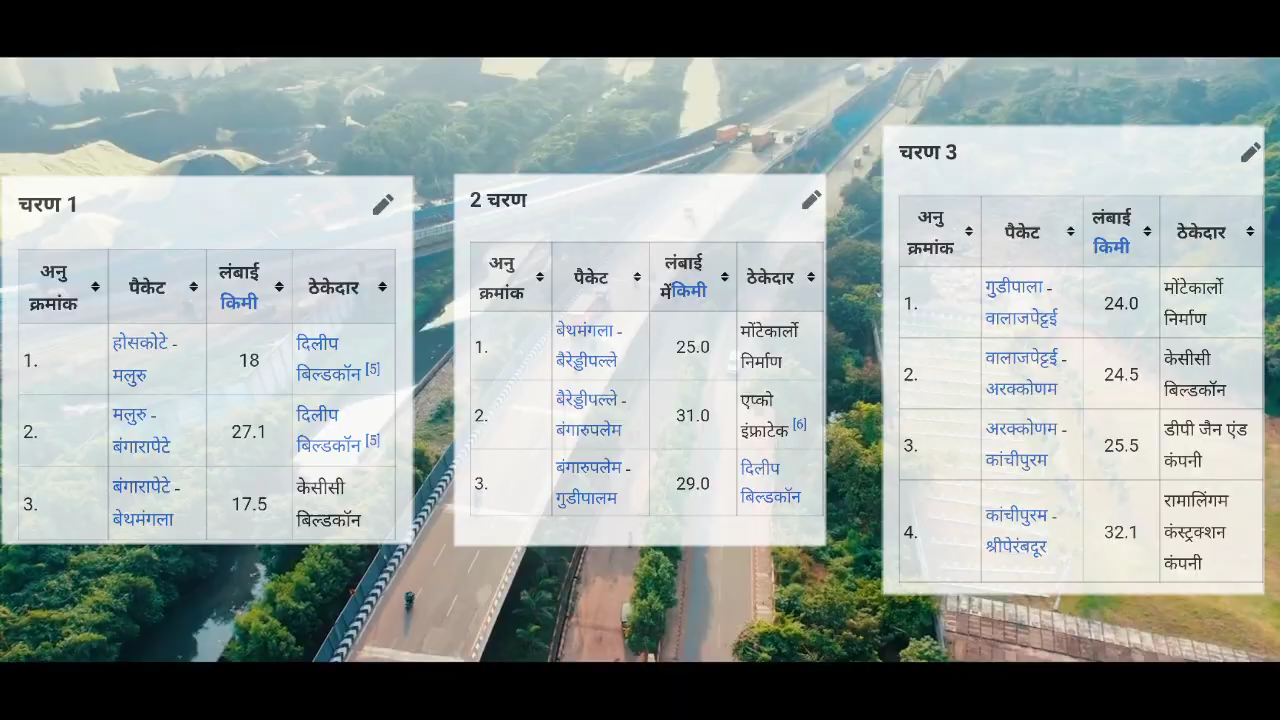 चरण 1
अनु क्रमांक पैकेट लंबाई किमी ठेकेदार
1. होसकोटे - मलुरु 18 दिलीप बिल्डकॉन [5]
2. मलुरु - बंगारापेटे 27.1 दिलीप बिल्डकॉन [5]
3. बंगारापेटे - बेथमंगला 17.5 केसीसी बिल्डकॉन
2 चरण
अनु क्रमांक पैकेट लंबाई मेंकिमी ठेकेदार
1. बेथमंगला - बैरेड्डीपल्ले 25.0 मोंटेकार्लो निर्माण
2. बैरेड्डीपल्ले - बंगारुपलेम 31.0 एप्को इंफ्राटेक [6]
3. बंगारुपलेम - गुडीपालम 29.0 दिलीप बिल्डकॉन
चरण 3
अनु क्रमांक पैकेट लंबाई किमी ठेकेदार
1. गुडीपाला - वालाजपेट्टई 24.0 मोंटेकार्लो निर्माण
2. वालाजपेट्टई - अरक्कोणम 24.5 केसीसी बिल्डकॉन
3. अरक्कोणम - कांचीपुरम 25.5 डीपी जैन एंड कंपनी
4. कांचीपुरम - श्रीपेरंबदूर 32.1 रामालिंगम कंस्ट्रक्शन कंपनी